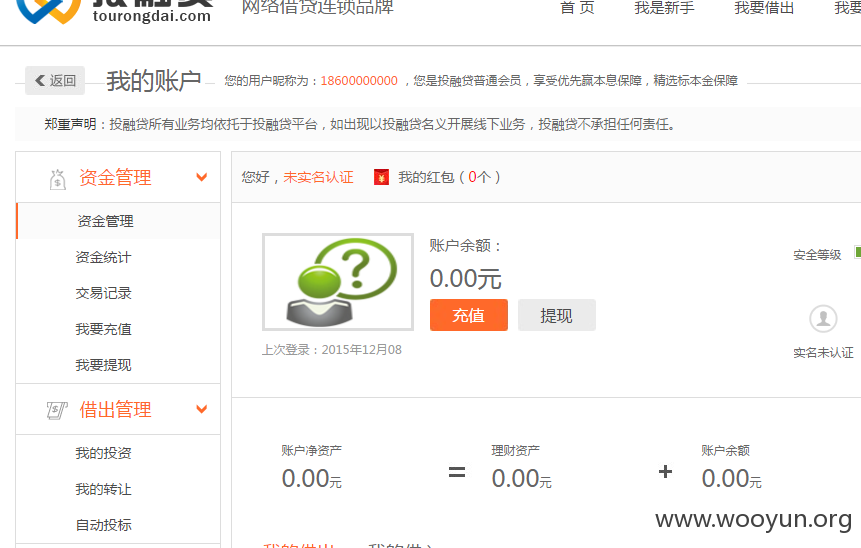 tourongdai.com
网络借贷连锁品牌
首 页 我是新手 我要借出 我要
返回 我的账户 您的用户昵称为：18600000000 ，您是投融贷普通会员，享受优先赢本息保障，精选标本金保障
郑重声明：投融贷所有业务均依托于投融贷平台，如出现以投融贷名义开展线下业务，投融贷不承担任何责任。
资金管理
资金管理
资金统计
交易记录
我要充值
我要提现
借出管理
我的投资
我的转让
自动投标
您好，未实名认证 我的红包（ 0个 ）
账户余额：
0.00元
充值 提现
上次登录：2015年12月08
安全等级
实名未认证
账户净资产 理财资产 账户余额
0.00元 = 0.00元 + 0.00元
www.wooyun.org